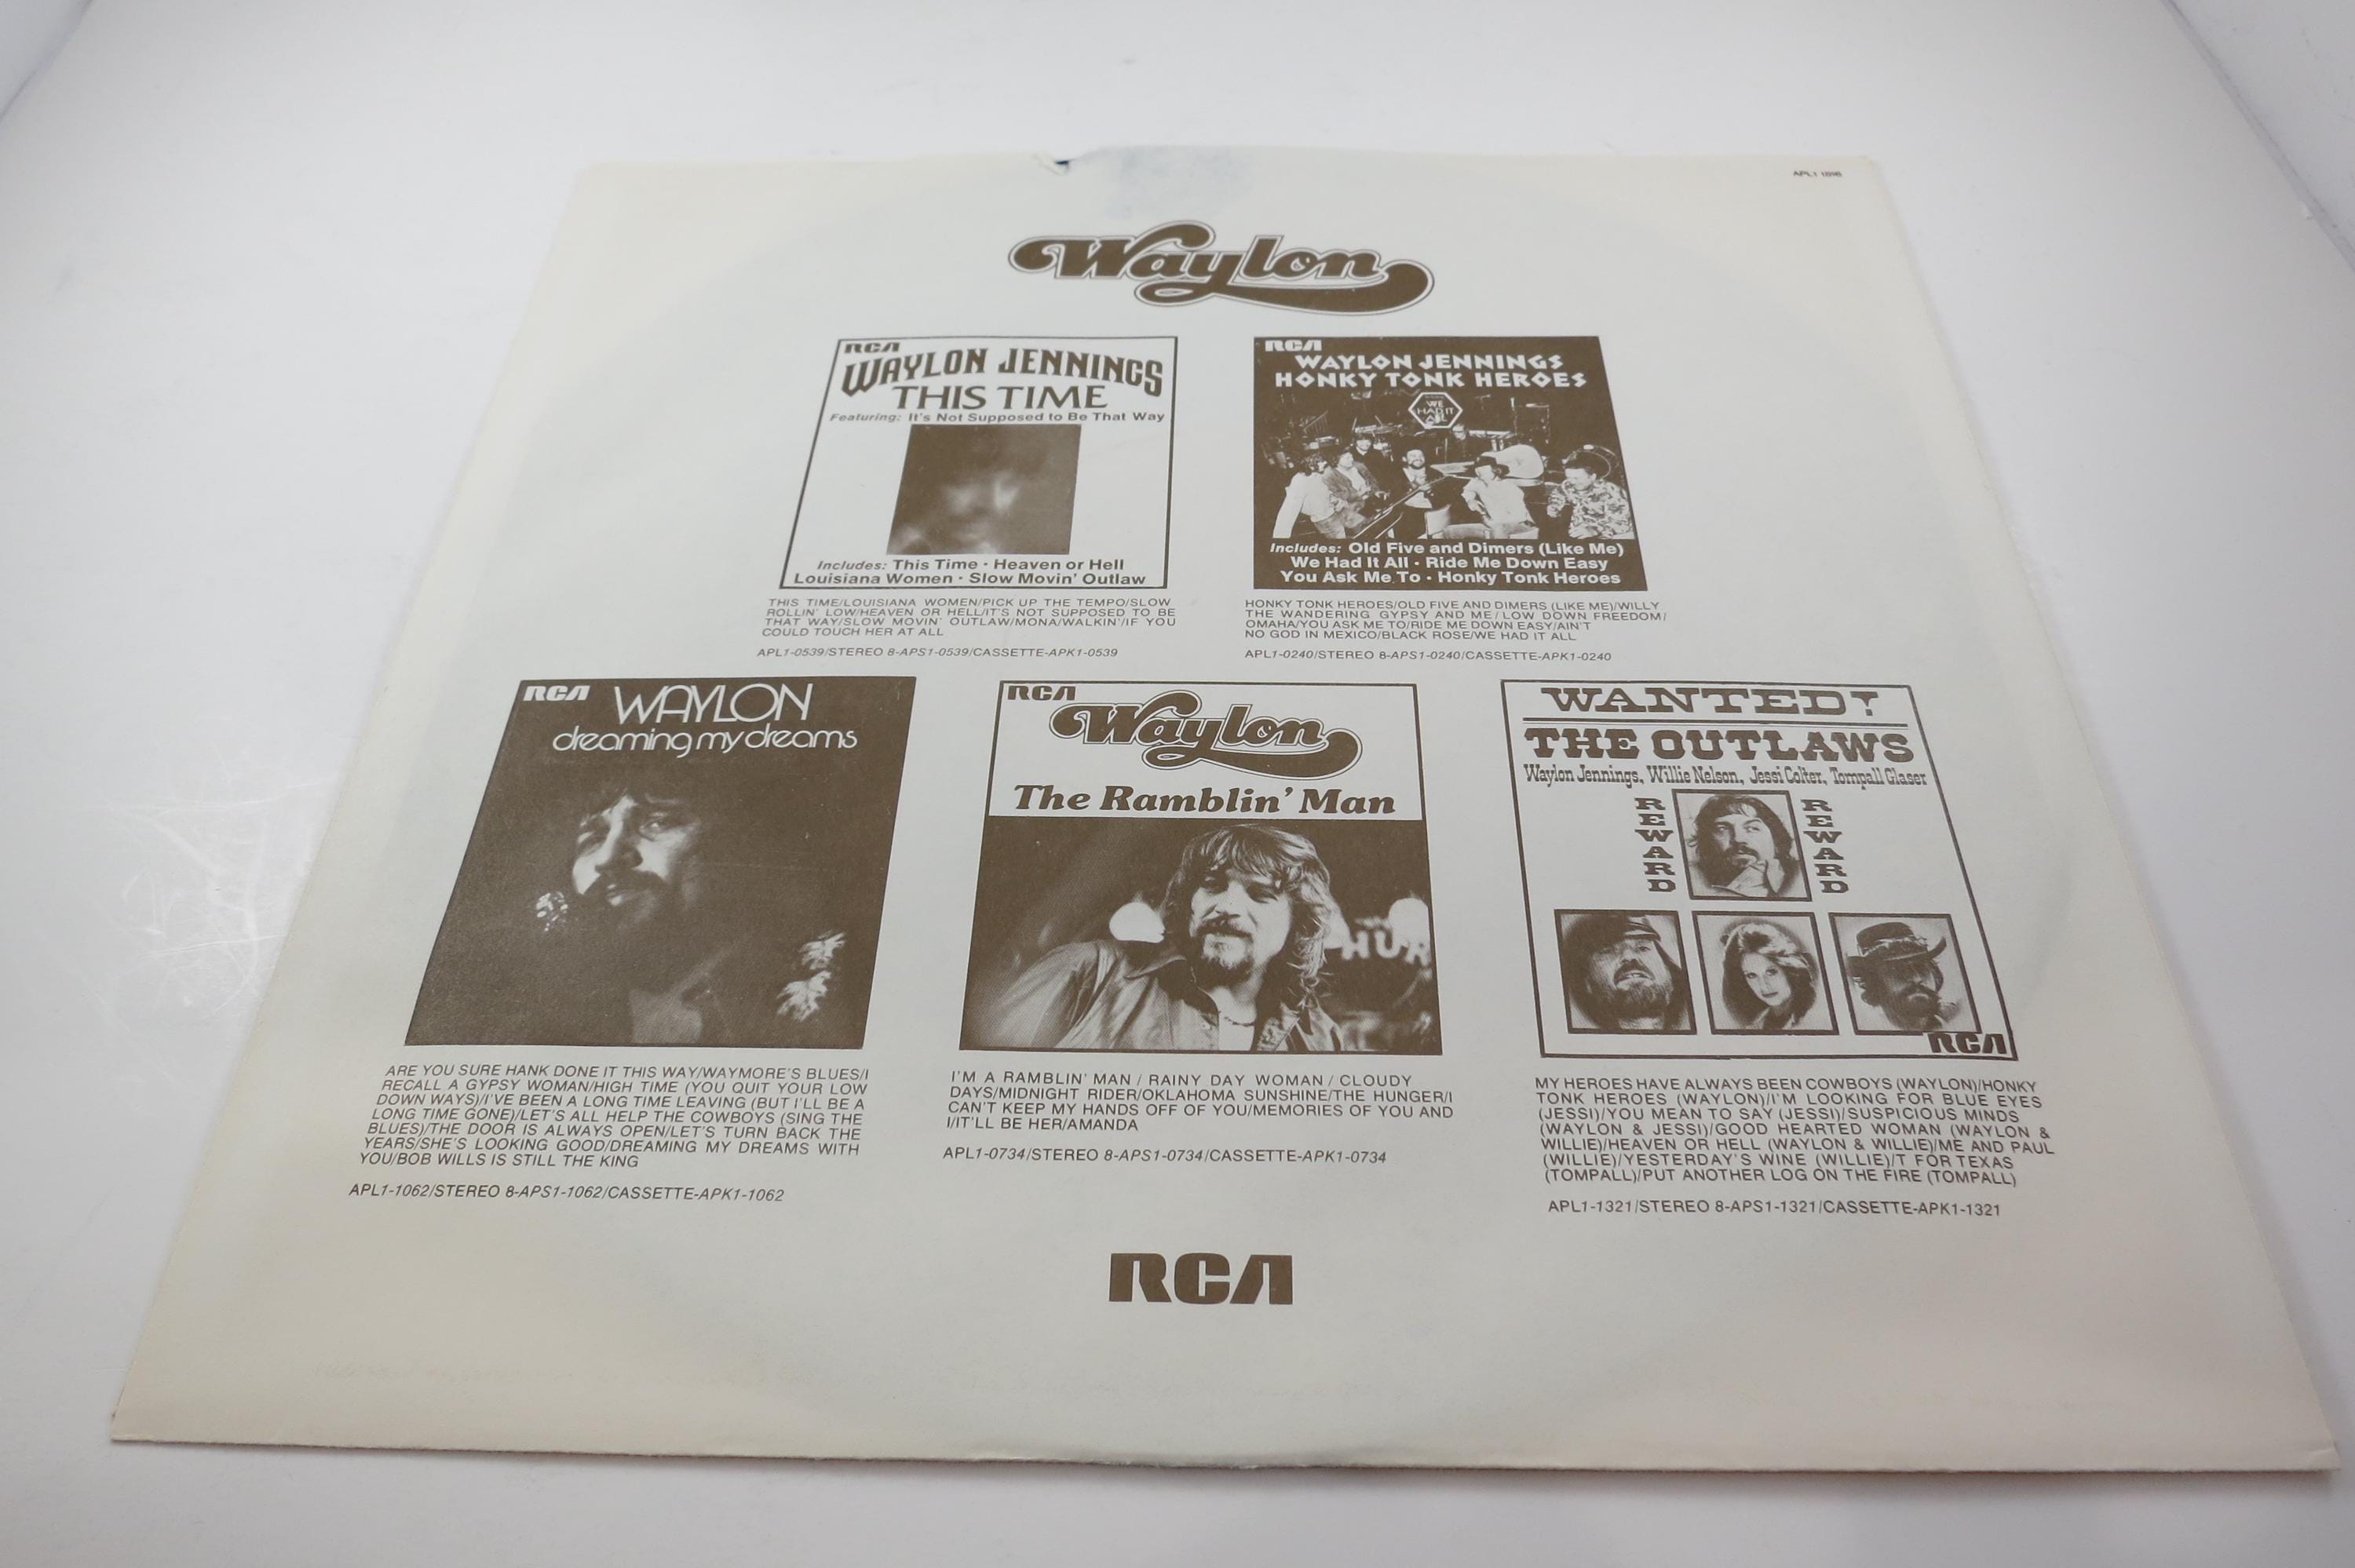 APL1 1816
Waylon
RCA
WAYLON JENNINGS
THIS TIME
Featuring: It's Not Supposed to Be That Way
Includes: This Time · Heaven or Hell
Louisiana Women · Slow Movin' Outlaw
THIS TIME/LOUISIANA WOMEN/PICK UP THE TEMPO/SLOW
ROLLIN' LOW/HEAVEN OR HELL/IT'S NOT SUPPOSED TO BE
THAT WAY/SLOW MOVIN' OUTLAW/MONA/WALKIN'/IF YOU
COULD TOUCH HER AT ALL
APL1-0539/STEREO 8-APS1-0539/CASSETTE-APK1-0539
RCA
WAYLON JENNINGS
HONKY TONK HEROES
WE
HAD IT
ALL
Includes: Old Five and Dimers (Like Me)
We Had It All · Ride Me Down Easy
You Ask Me To · Honky Tonk Heroes
HONKY TONK HEROES/OLD FIVE AND DIMERS (LIKE ME)/WILLY
THE WANDERING GYPSY AND ME/LOW DOWN FREEDOM/
OMAHA/YOU ASK ME TO/RIDE ME DOWN EASY/AIN'T
NO GOD IN MEXICO/BLACK ROSE/WE HAD IT ALL
APL1-0240/STEREO 8-APS1-0240/CASSETTE-APK1-0240
RCA
WAYLON
dreaming my dreams
ARE YOU SURE HANK DONE IT THIS WAY/WAYMORE'S BLUES/I
RECALL A GYPSY WOMAN/HIGH TIME (YOU QUIT YOUR LOW
DOWN WAYS)/I'VE BEEN A LONG TIME LEAVING (BUT I'LL BE A
LONG TIME GONE)/LET'S ALL HELP THE COWBOYS (SING THE
BLUES)/THE DOOR IS ALWAYS OPEN/LET'S TURN BACK THE
YEARS/SHE'S LOOKING GOOD/DREAMING MY DREAMS WITH
YOU/BOB WILLS IS STILL THE KING
APL1-1062/STEREO 8-APS1-1062/CASSETTE-APK1-1062
RCA
Waylon
The Ramblin' Man
HUR
I'M A RAMBLIN' MAN / RAINY DAY WOMAN / CLOUDY
DAYS/MIDNIGHT RIDER/OKLAHOMA SUNSHINE/THE HUNGER/I
CAN'T KEEP MY HANDS OFF OF YOU/MEMORIES OF YOU AND
I/IT'LL BE HER/AMANDA
APL1-0734/STEREO 8-APS1-0734/CASSETTE-APK1-0734
WANTED!
THE OUTLAWS
Waylon Jennings, Willie Nelson, Jessi Colter, Tompall Glaser
REWARD
REWARD
RCA
MY HEROES HAVE ALWAYS BEEN COWBOYS (WAYLON)/HONKY
TONK HEROES (WAYLON)/I'M LOOKING FOR BLUE EYES
(JESSI)/YOU MEAN TO SAY (JESSI)/SUSPICIOUS MINDS
(WAYLON & JESSI)/GOOD HEARTED WOMAN (WAYLON &
WILLIE)/HEAVEN OR HELL (WAYLON & WILLIE)/ME AND PAUL
(WILLIE)/YESTERDAY'S WINE (WILLIE)/T FOR TEXAS
(TOMPALL)/PUT ANOTHER LOG ON THE FIRE (TOMPALL)
APL1-1321/STEREO 8-APS1-1321/CASSETTE-APK1-1321
RCA